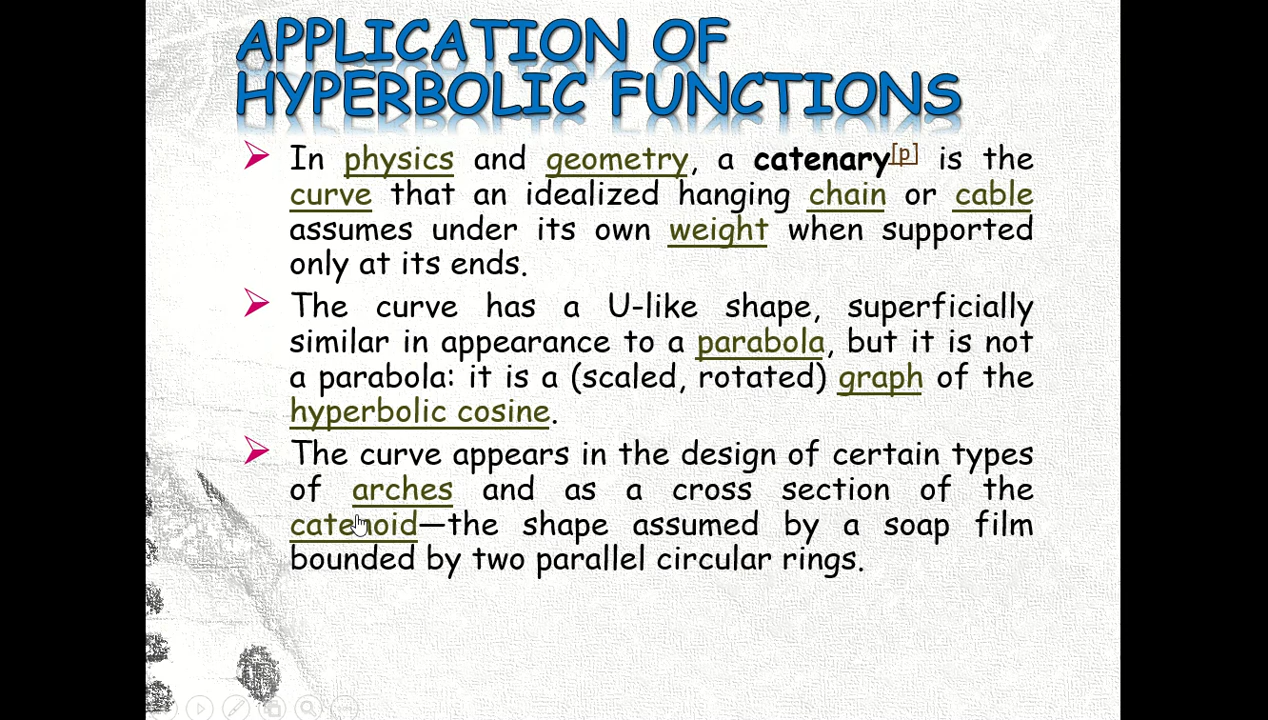 APPLICATION OF
HYPERBOLIC FUNCTIONS
In physics and geometry, a catenary[p] is the
curve that an idealized hanging chain or cable
assumes under its own weight when supported
only at its ends.
The curve has a U-like shape, superficially
similar in appearance to a parabola, but it is not
a parabola: it is a (scaled, rotated) graph of the
hyperbolic cosine.
The curve appears in the design of certain types
of arches and as a cross section of the
catenoid—the shape assumed by a soap film
bounded by two parallel circular rings.